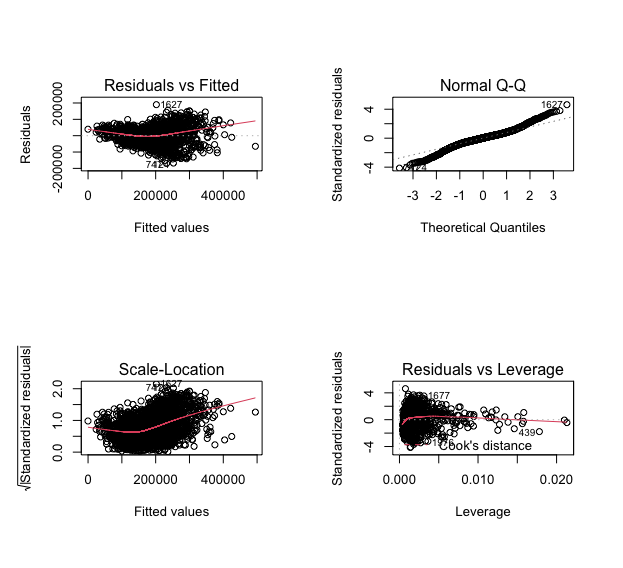 Residuals vs Fitted
Residuals
-200000
200000
1627
0
200000
400000
Fitted values
Normal Q-Q
Standardized residuals
-4
0
4
1627
-3
-2
-1
0
1
2
3
Theoretical Quantiles
Scale-Location
√|Standardized residuals|
0.0
1.0
2.0
1627
0
200000
400000
Fitted values
Residuals vs Leverage
Standardized residuals
-4
0
4
1677
439
Cook's distance
0.000
0.010
0.020
Leverage